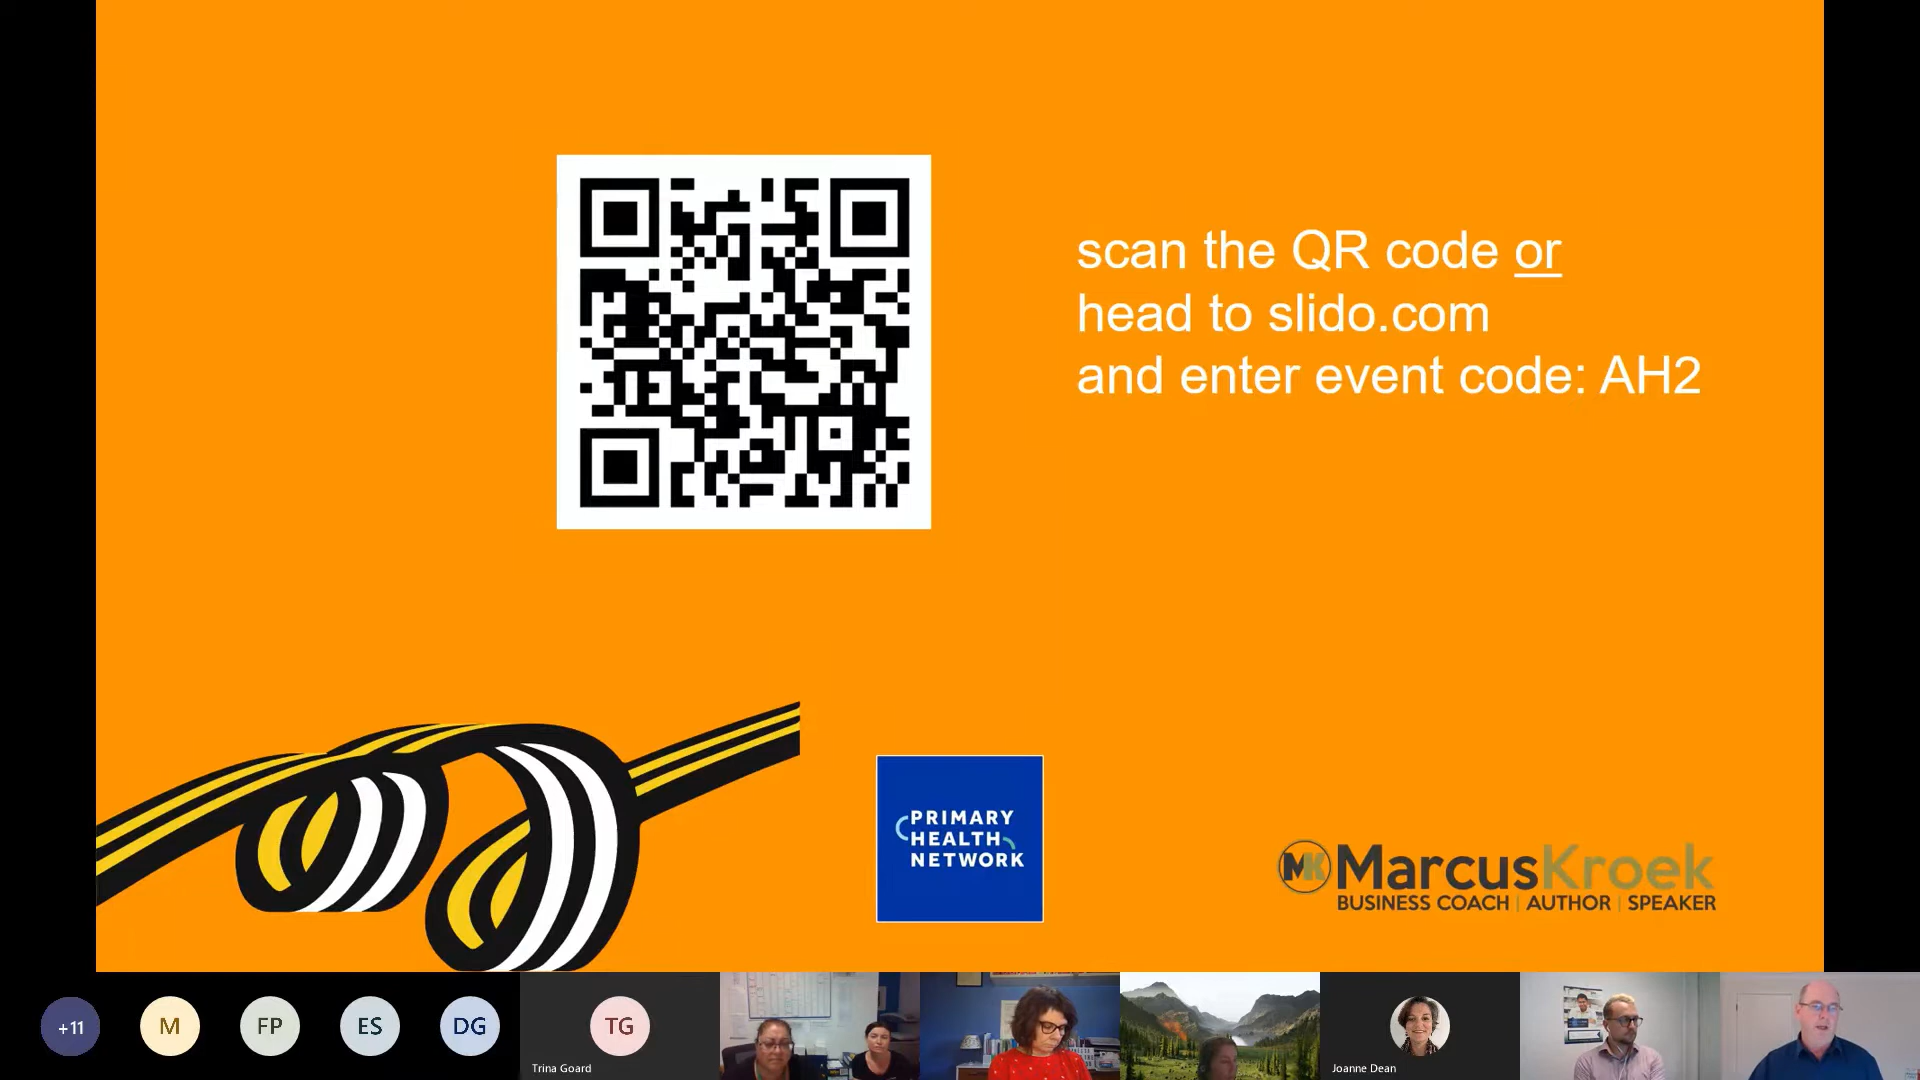 scan the QR code or
head to slido.com
and enter event code: AH2
PRIMARY
HEALTH
NETWORK
MK MarcusKroek
BUSINESS COACH | AUTHOR | SPEAKER
+11
M
FP
ES
DG
TG
Trina Goard
Joanne Dean